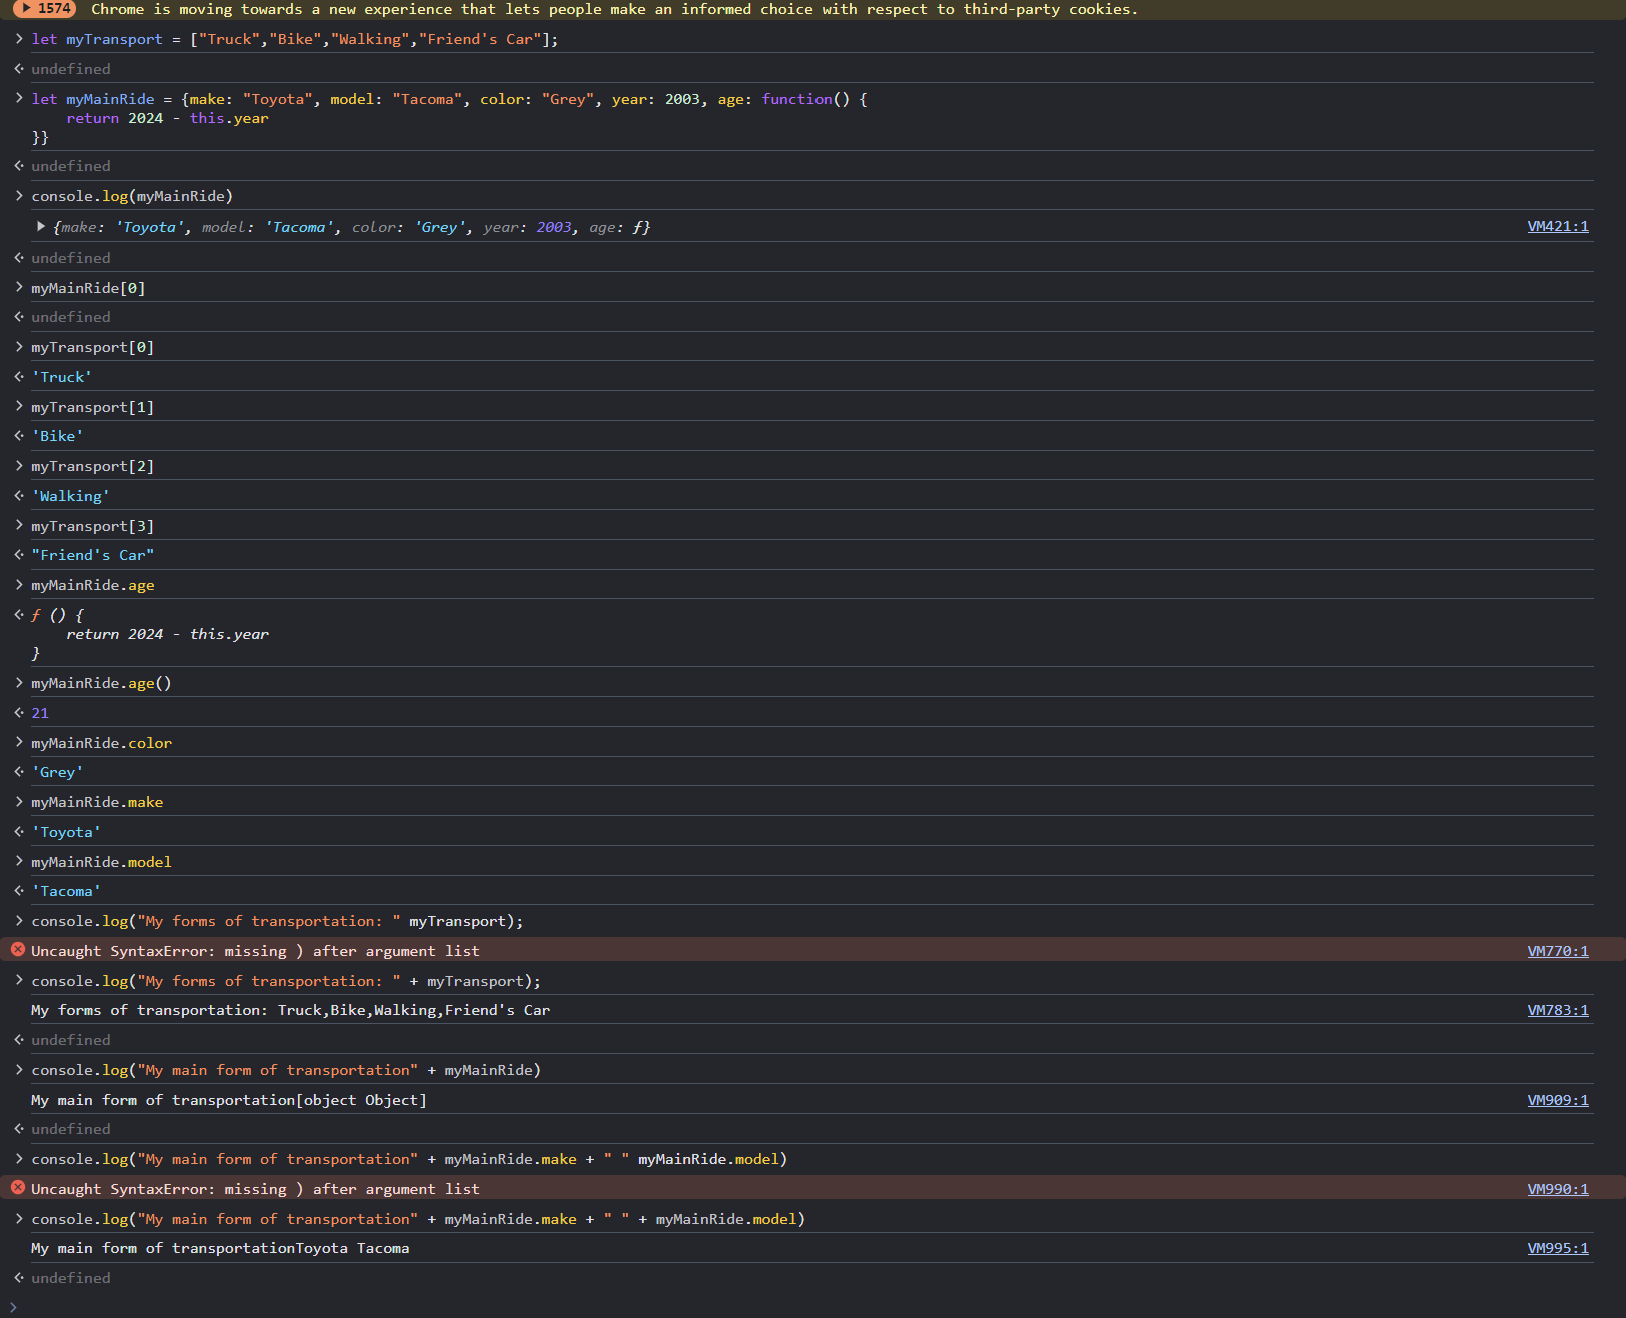 1574 Chrome is moving towards a new experience that lets people make an informed choice with respect to third-party cookies.
> let myTransport = ["Truck","Bike","Walking","Friend's Car"];
undefined
> let myMainRide = {make: "Toyota", model: "Tacoma", color: "Grey", year: 2003, age: function() {
return 2024 - this.year
}}
undefined
> console.log(myMainRide)
{make: 'Toyota', model: 'Tacoma', color: 'Grey', year: 2003, age: ƒ} VM421:1
undefined
> myMainRide[0]
undefined
> myTransport[0]
'Truck'
> myTransport[1]
'Bike'
> myTransport[2]
'Walking'
> myTransport[3]
"Friend's Car"
> myMainRide.age
ƒ () {
return 2024 - this.year
}
> myMainRide.age()
21
> myMainRide.color
'Grey'
> myMainRide.make
'Toyota'
> myMainRide.model
'Tacoma'
> console.log("My forms of transportation: " myTransport);
Uncaught SyntaxError: missing ) after argument list VM770:1
> console.log("My forms of transportation: " + myTransport);
My forms of transportation: Truck,Bike,Walking,Friend's Car VM783:1
undefined
> console.log("My main form of transportation" + myMainRide)
My main form of transportation[object Object] VM909:1
undefined
> console.log("My main form of transportation" + myMainRide.make + " " myMainRide.model)
Uncaught SyntaxError: missing ) after argument list VM990:1
> console.log("My main form of transportation" + myMainRide.make + " " + myMainRide.model)
My main form of transportationToyota Tacoma VM995:1
undefined
>